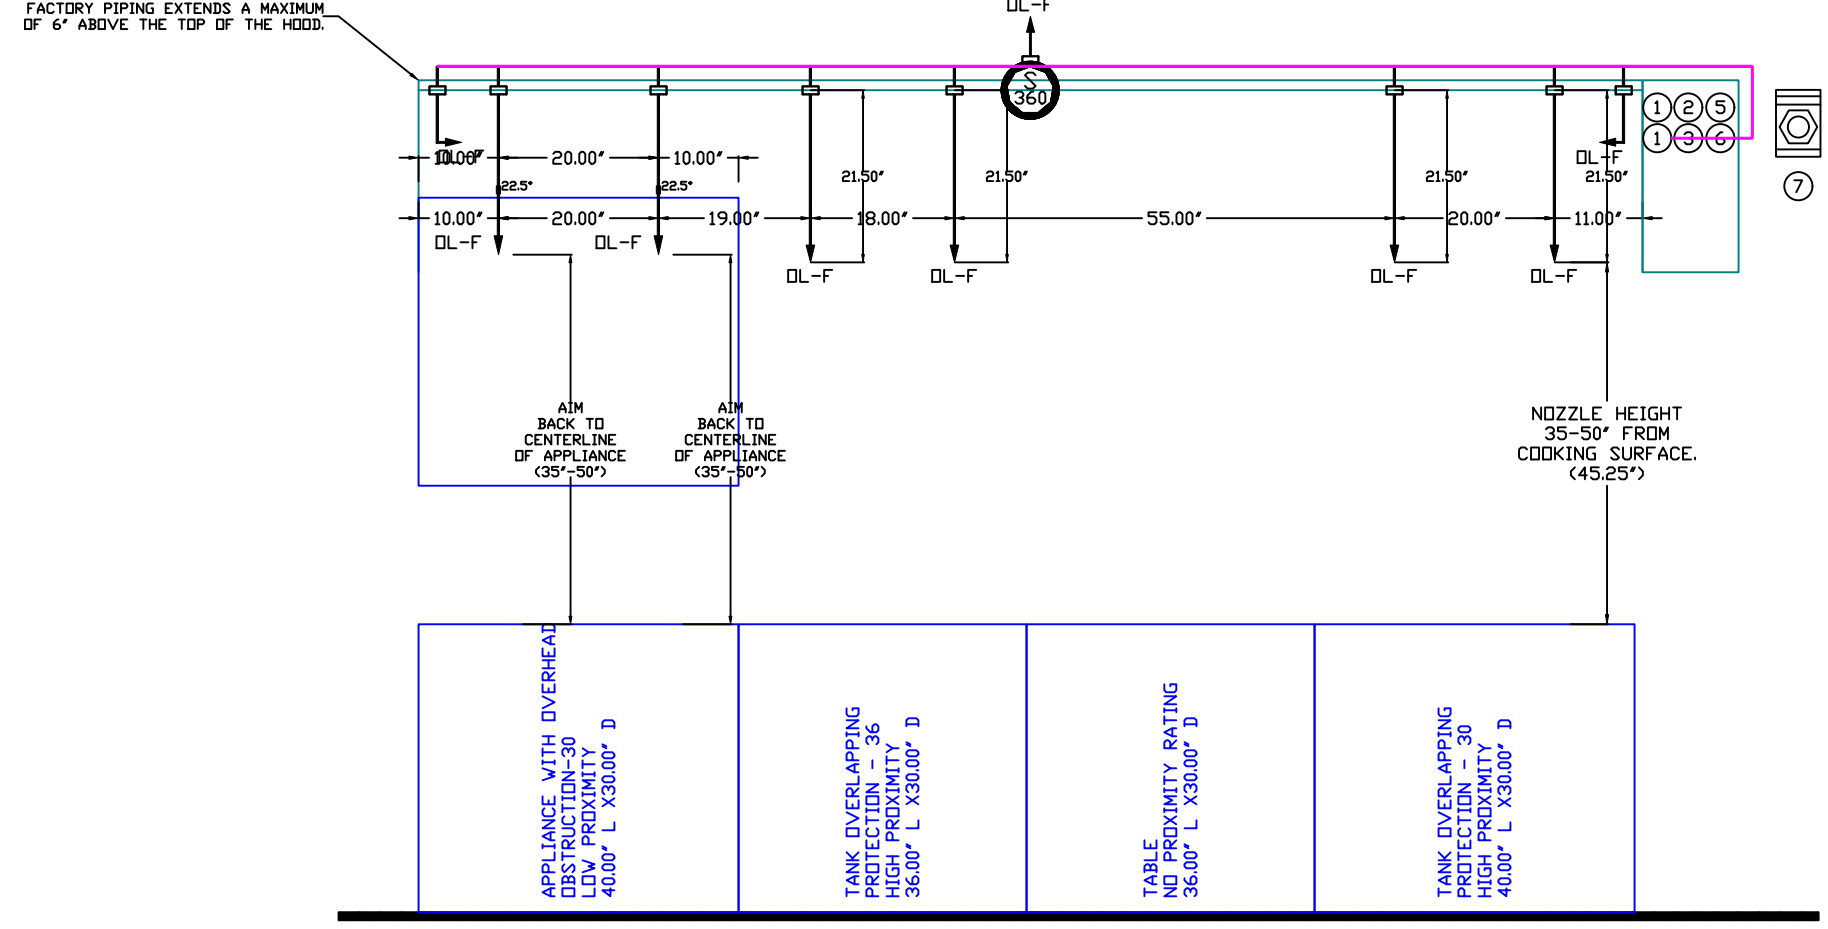 FACTORY PIPING EXTENDS A MAXIMUM
OF 6" ABOVE THE TOP OF THE HOOD.
OL-F
S
360
1 2 5
1 3 6
7
OL-F
OL-F
10.00" 20.00" 10.00"
22.5° 22.5°
21.50" 21.50" 21.50" 21.50"
10.00" 20.00" 19.00" 18.00" 55.00" 20.00" 11.00"
OL-F OL-F
OL-F OL-F OL-F OL-F
AIM
BACK TO
CENTERLINE
OF APPLIANCE
(35"-50")
AIM
BACK TO
CENTERLINE
OF APPLIANCE
(35"-50")
NOZZLE HEIGHT
35-50" FROM
COOKING SURFACE.
(45.25")
APPLIANCE WITH OVERHEAD
OBSTRUCTION-30
LOW PROXIMITY
40.00" L X30.00" D
TANK OVERLAPPING
PROTECTION - 36
HIGH PROXIMITY
36.00" L X30.00" D
TABLE
NO PROXIMITY RATING
36.00" L X30.00" D
TANK OVERLAPPING
PROTECTION - 30
HIGH PROXIMITY
40.00" L X30.00" D